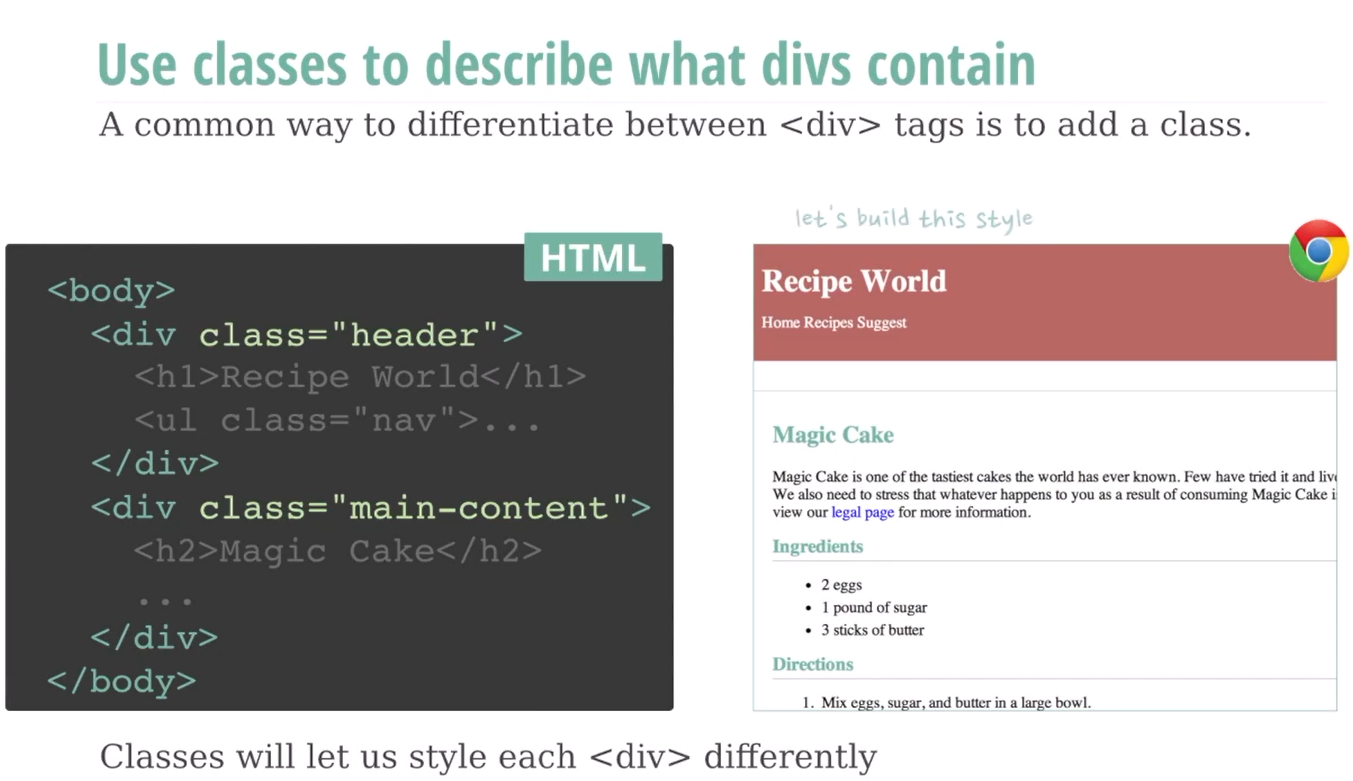 Use classes to describe what divs contain
A common way to differentiate between <div> tags is to add a class.
HTML
<body>
<div class="header">
<h1>Recipe World</h1>
<ul class="nav">...
</div>
<div class="main-content">
<h2>Magic Cake</h2>
...
</div>
</body>
let's build this style
Recipe World
Home Recipes Suggest
Magic Cake
Magic Cake is one of the tastiest cakes the world has ever known. Few have tried it and
We also need to stress that whatever happens to you as a result of consuming Magic Cake
view our legal page for more information.
Ingredients
• 2 eggs
• 1 pound of sugar
• 3 sticks of butter
Directions
1. Mix eggs, sugar, and butter in a large bowl.
Classes will let us style each <div> differently